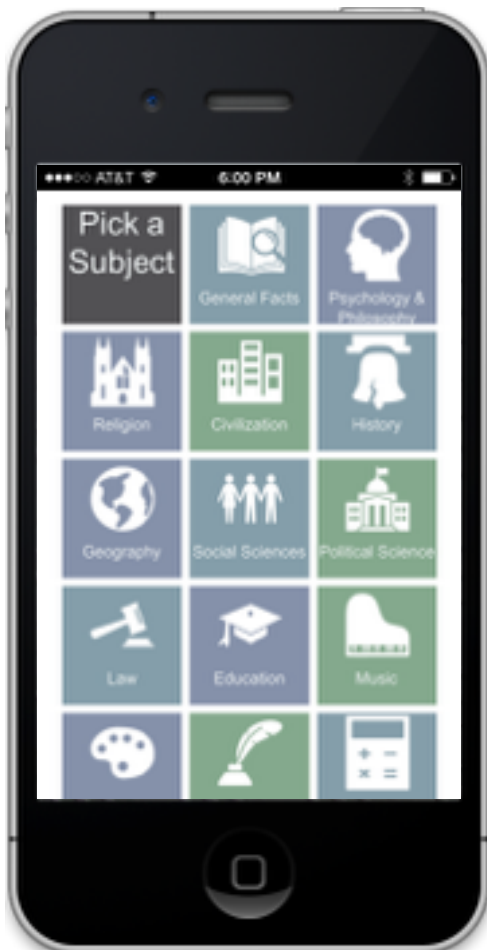 AT&T 6:00 PM
Pick a
Subject
General Facts
Psychology &
Philosophy
Religion
Civilization
History
Geography
Social Sciences
Political Science
Law
Education
Music
+ −
× =